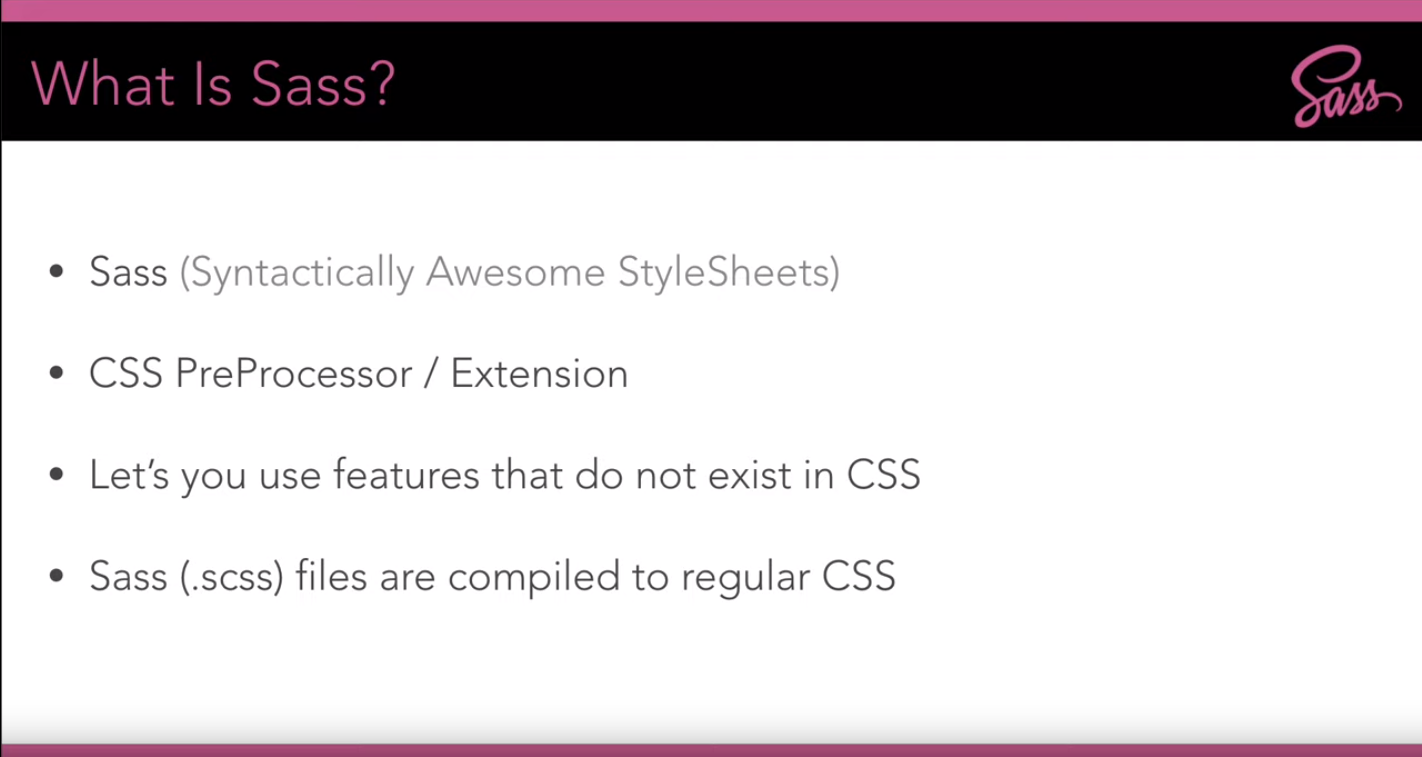 What Is Sass?
Sass
• Sass (Syntactically Awesome StyleSheets)
• CSS PreProcessor / Extension
• Let’s you use features that do not exist in CSS
• Sass (.scss) files are compiled to regular CSS